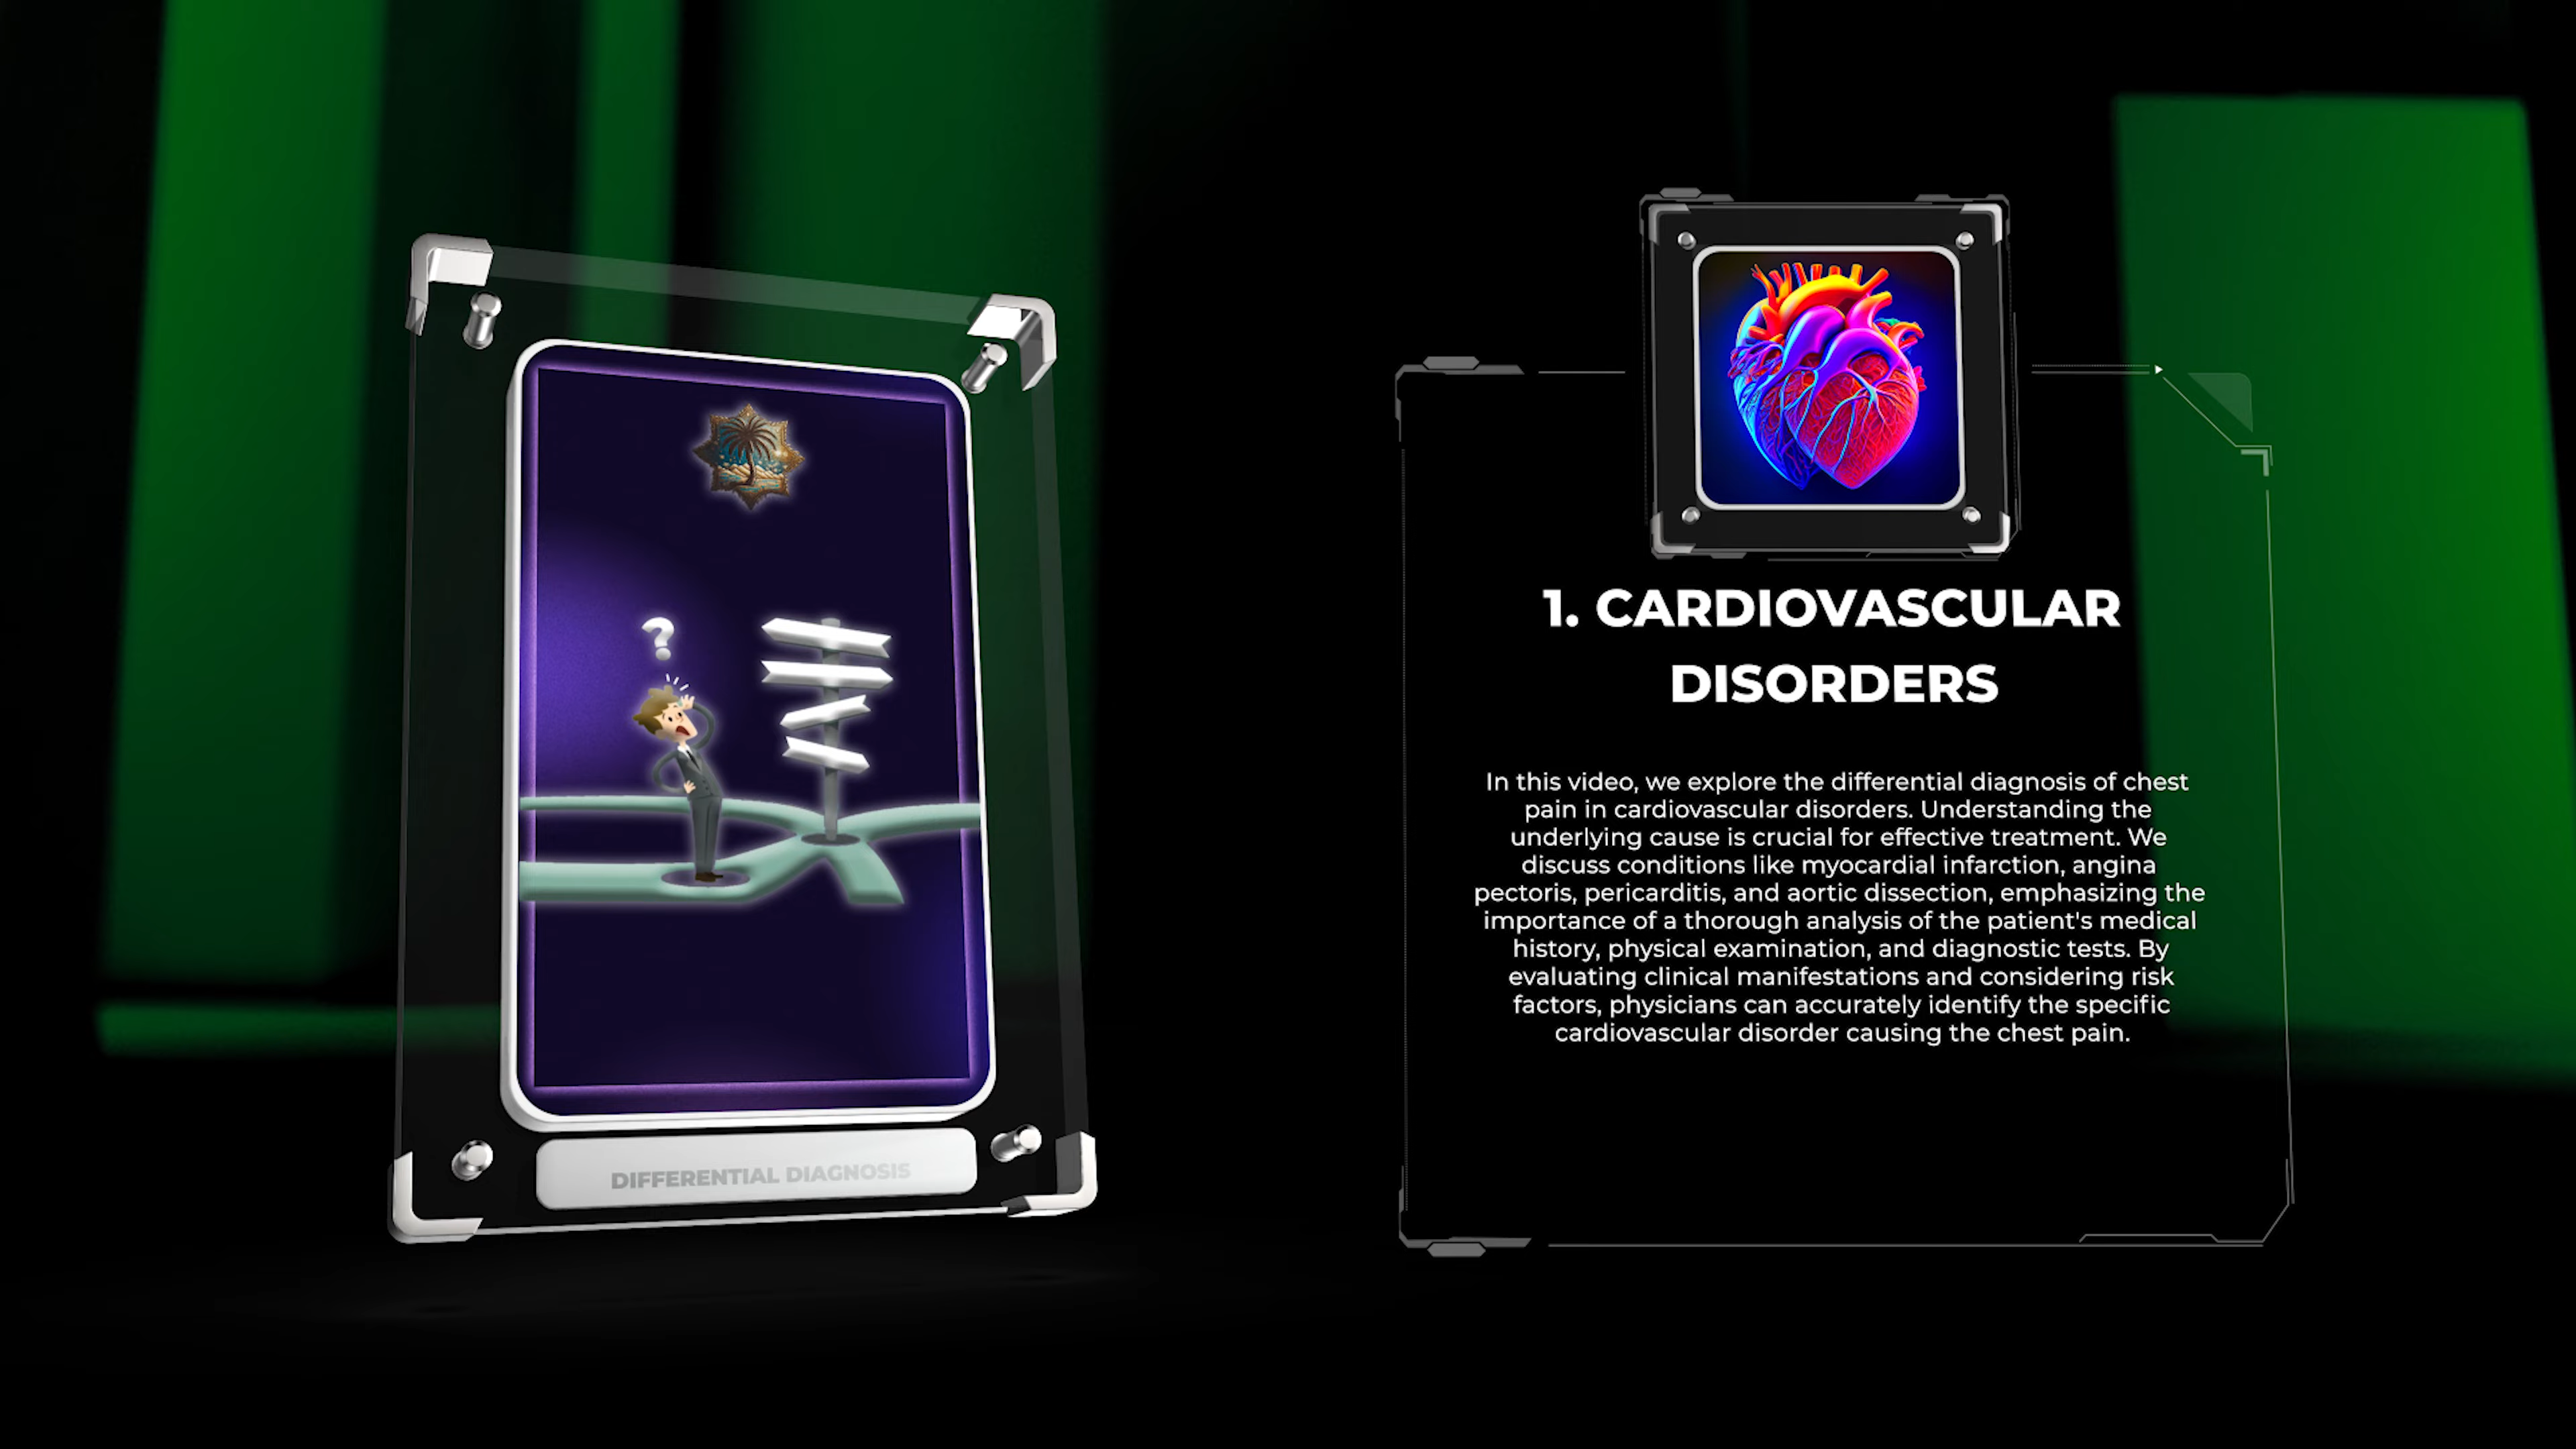 ?
DIFFERENTIAL DIAGNOSIS
1. CARDIOVASCULAR
DISORDERS
In this video, we explore the differential diagnosis of chest
pain in cardiovascular disorders. Understanding the
underlying cause is crucial for effective treatment. We
discuss conditions like myocardial infarction, angina
pectoris, pericarditis, and aortic dissection, emphasizing the
importance of a thorough analysis of the patient's medical
history, physical examination, and diagnostic tests. By
evaluating clinical manifestations and considering risk
factors, physicians can accurately identify the specific
cardiovascular disorder causing the chest pain.